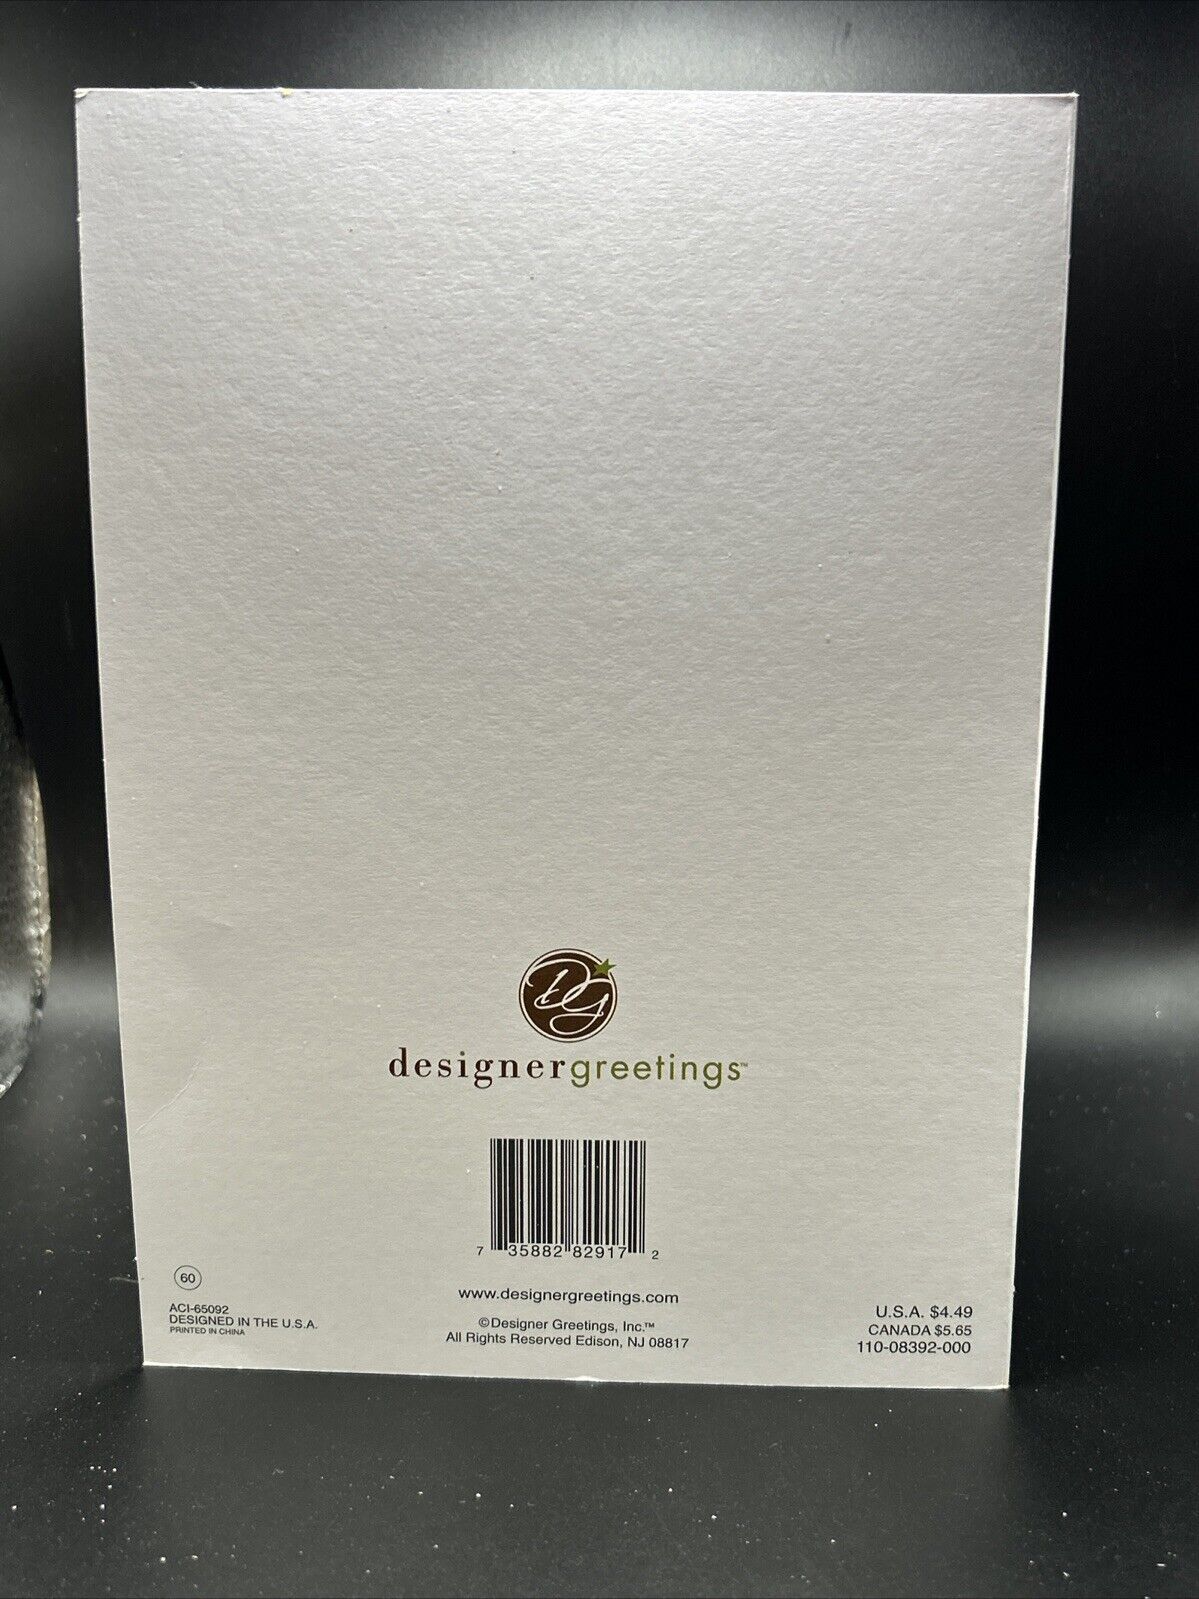 DG
designergreetings™
7 35882 82917 2
60
ACI-65092
DESIGNED IN THE U.S.A.
PRINTED IN CHINA
www.designergreetings.com
©Designer Greetings, Inc.™
All Rights Reserved Edison, NJ 08817
U.S.A. $4.49
CANADA $5.65
110-08392-000